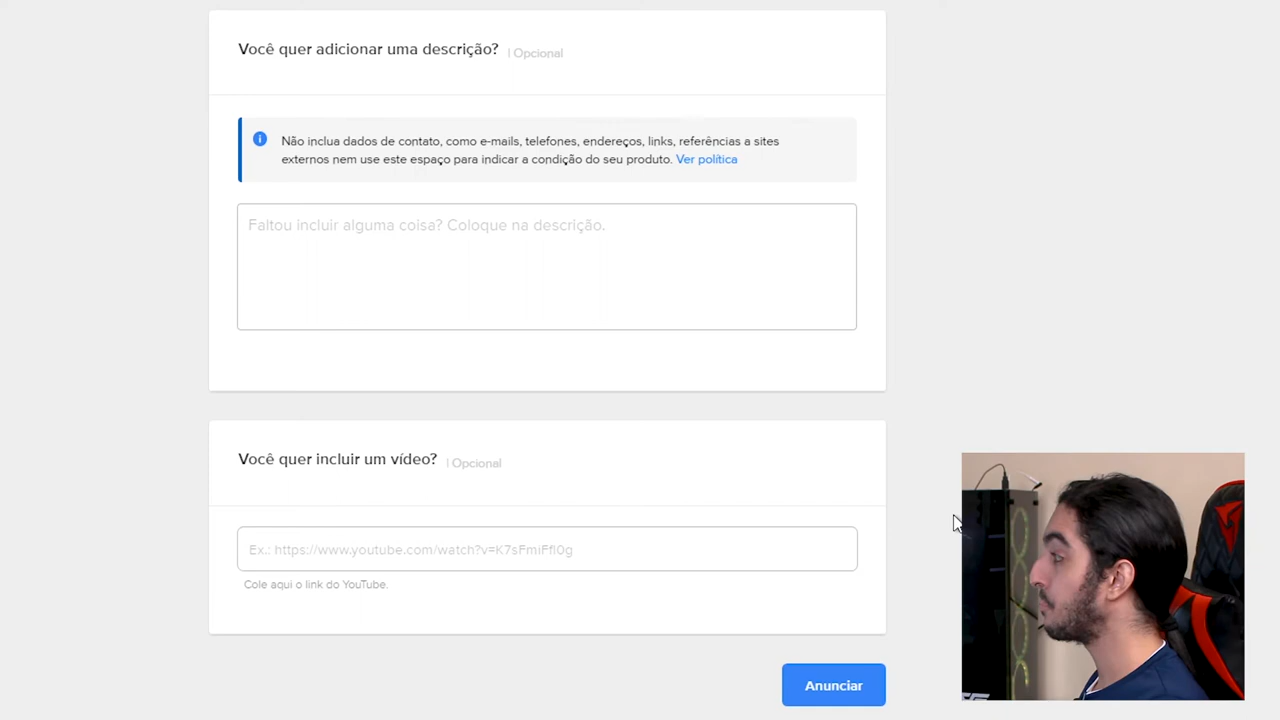 Você quer adicionar uma descrição? | Opcional
Não inclua dados de contato, como e-mails, telefones, endereços, links, referências a sites
externos nem use este espaço para indicar a condição do seu produto. Ver política
Faltou incluir alguma coisa? Coloque na descrição.
Você quer incluir um vídeo? | Opcional
Ex.: https://www.youtube.com/watch?v=K7sFmiFfl0g
Cole aqui o link do YouTube.
Anunciar